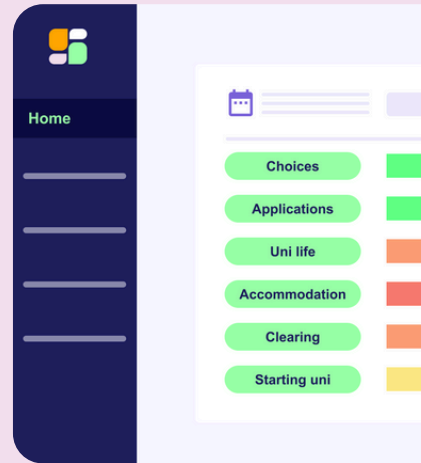 Home
Choices
Applications
Uni life
Accommodation
Clearing
Starting uni